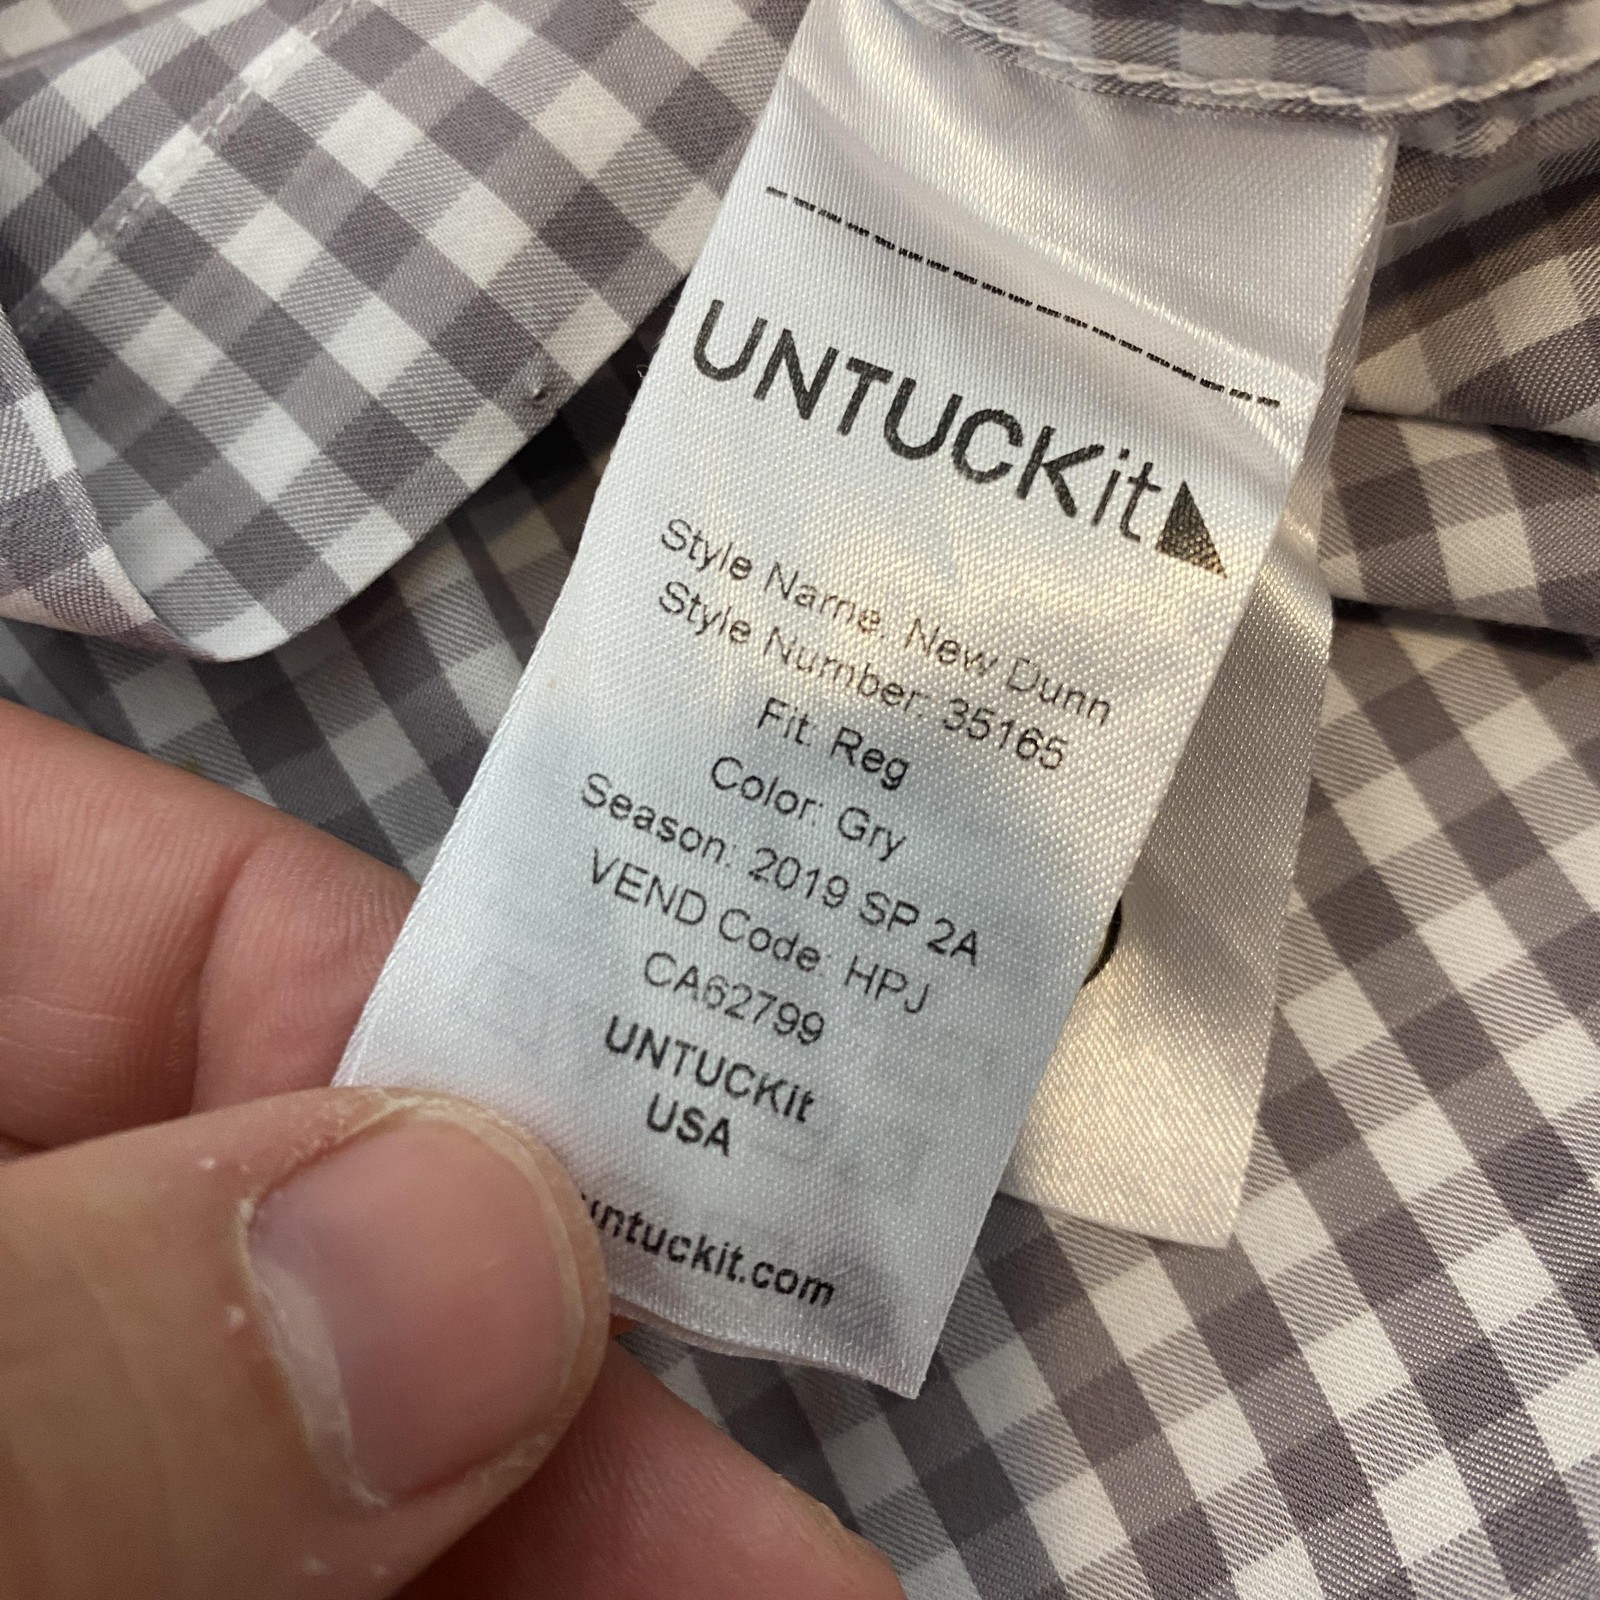 UNTUCKit
Style Name: New Dunn
Style Number: 35165
Fit: Reg
Color: Gry
Season: 2019 SP 2A
VEND Code: HPJ
CA62799
UNTUCKit
USA
untuckit.com